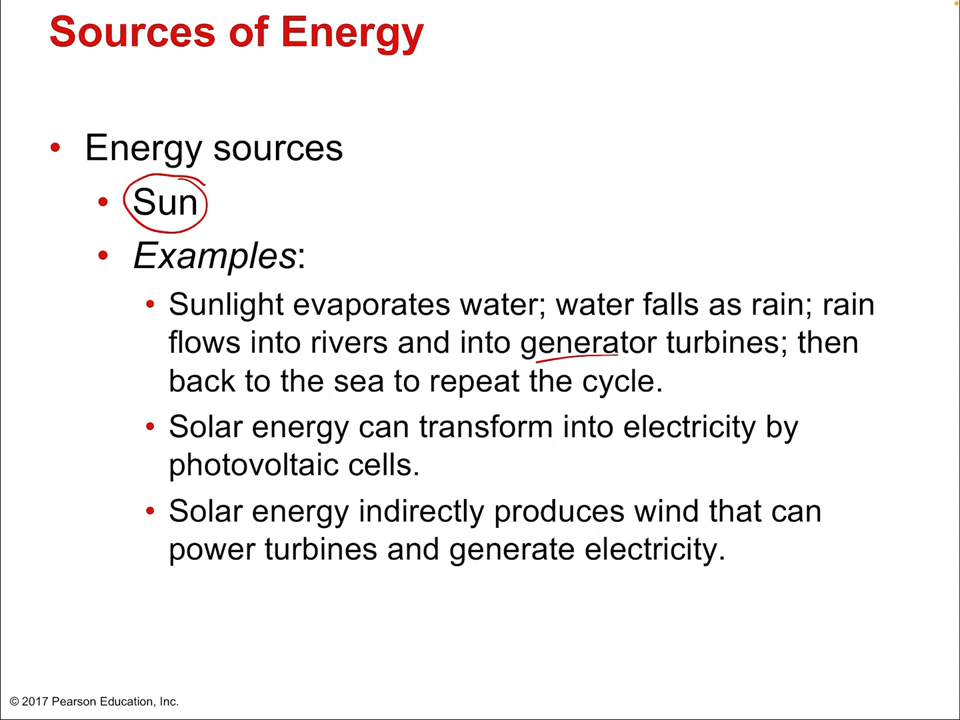 Sources of Energy
• Energy sources
• Sun
• Examples:
• Sunlight evaporates water; water falls as rain; rain
flows into rivers and into generator turbines; then
back to the sea to repeat the cycle.
• Solar energy can transform into electricity by
photovoltaic cells.
• Solar energy indirectly produces wind that can
power turbines and generate electricity.
© 2017 Pearson Education, Inc.